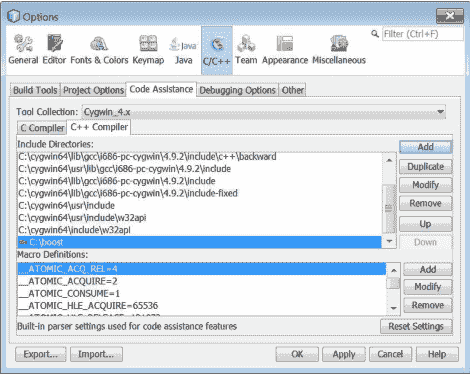 Options
Filter (Ctrl+F)
General Editor Fonts & Colors Keymap Java C/C++ Team Appearance Miscellaneous
Build Tools Project Options Code Assistance Debugging Options Other
Tool Collection: Cygwin_4.x
C Compiler C++ Compiler
Include Directories:
C:\cygwin64\lib\gcc\i686-pc-cygwin\4.9.2\include\c++\backward
C:\cygwin64\usr\lib\gcc\i686-pc-cygwin\4.9.2\include
C:\cygwin64\lib\gcc\i686-pc-cygwin\4.9.2\include
C:\cygwin64\lib\gcc\i686-pc-cygwin\4.9.2\include-fixed
C:\cygwin64\usr\include
C:\cygwin64\usr\include\w32api
C:\cygwin64\include\w32api
C:\boost
Add
Duplicate
Modify
Remove
Up
Down
Macro Definitions:
__ATOMIC_ACQ_REL=4
__ATOMIC_ACQUIRE=2
__ATOMIC_CONSUME=1
__ATOMIC_HLE_ACQUIRE=65536
Add
Modify
Remove
Built-in parser settings used for code assistance features
Reset Settings
Export... Import... OK Apply Cancel Help